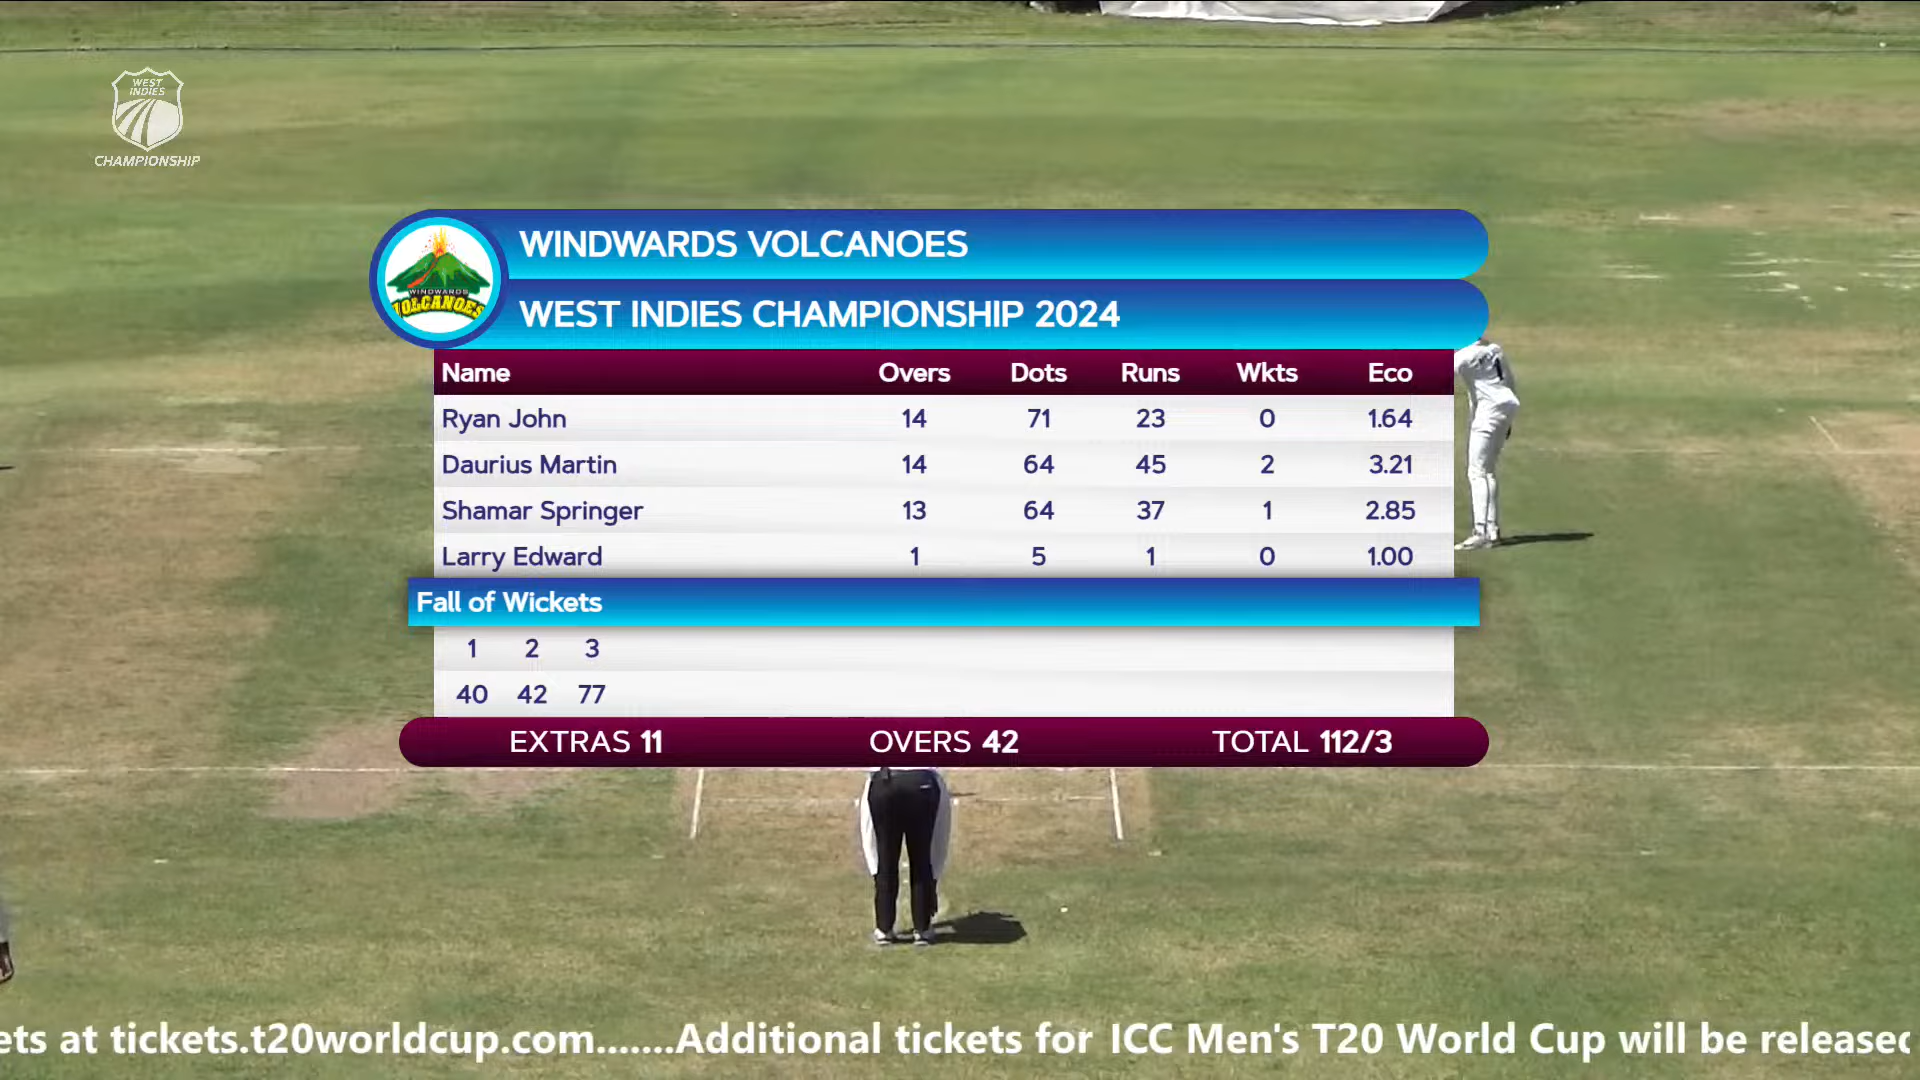 WEST
INDIES
CHAMPIONSHIP
WINDWARDS VOLCANOES
WINDWARDS
VOLCANOES
WEST INDIES CHAMPIONSHIP 2024
Name Overs Dots Runs Wkts Eco
Ryan John 14 71 23 0 1.64
Daurius Martin 14 64 45 2 3.21
Shamar Springer 13 64 37 1 2.85
Larry Edward 1 5 1 0 1.00
Fall of Wickets
1 2 3
40 42 77
EXTRAS 11 OVERS 42 TOTAL 112/3
ets at tickets.t20worldcup.com.......Additional tickets for ICC Men's T20 World Cup will be released